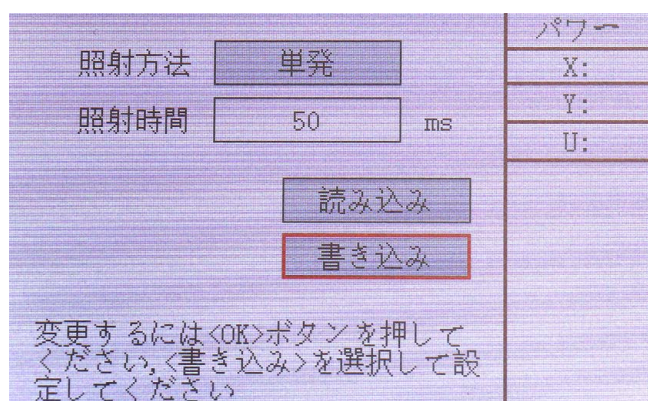 照射方法 単発
照射時間 50 ms
読み込み
書き込み
変更するには<OK>ボタンを押して
ください,<書き込み>を選択して設
定してください
パワー
X:
Y:
U: